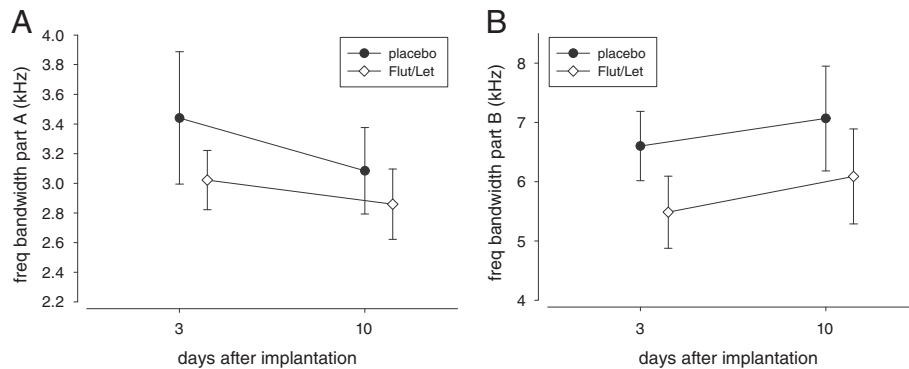 A
freq bandwidth part A (kHz)
4.0
3.8
3.6
3.4
3.2
3.0
2.8
2.6
2.4
2.2
placebo
Flut/Let
3
10
days after implantation
B
freq bandwidth part B (kHz)
8
7
6
5
4
placebo
Flut/Let
3
10
days after implantation